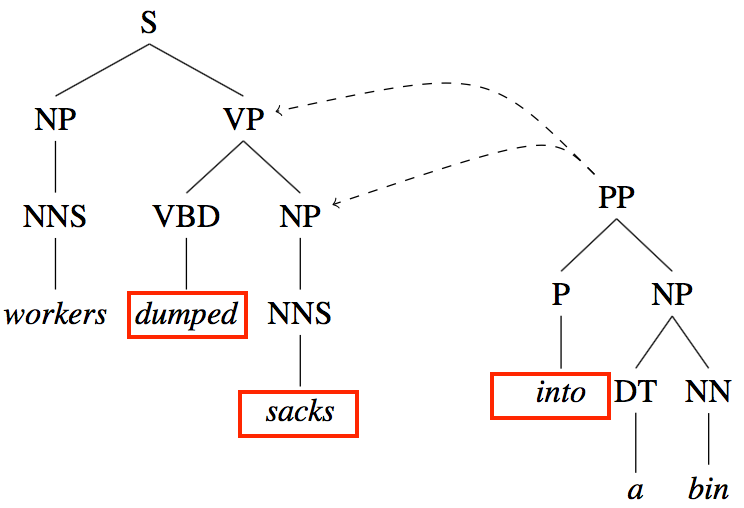 S
NP VP
PP
NNS VBD NP
P NP
workers dumped NNS
sacks into DT NN
a bin